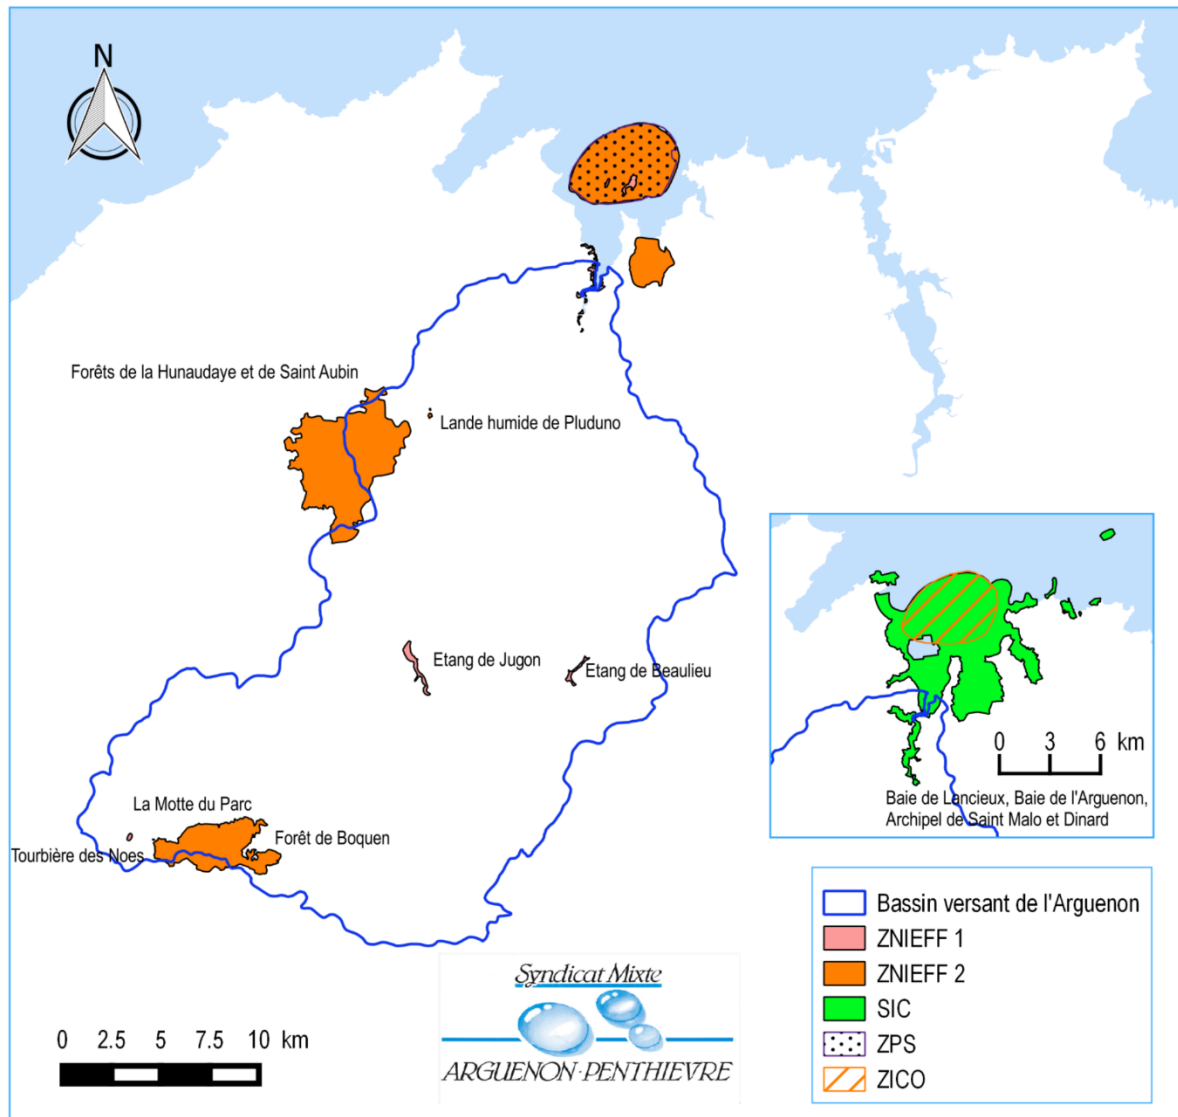 N
Forêts de la Hunaudaye et de Saint Aubin
Lande humide de Pluduno
Etang de Jugon
Etang de Beaulieu
La Motte du Parc
Forêt de Boquen
Tourbière des Noes
0 3 6 km
Baie de Lancieux, Baie de l'Arguenon,
Archipel de Saint Malo et Dinard
Bassin versant de l'Arguenon
ZNIEFF 1
ZNIEFF 2
SIC
ZPS
ZICO
Syndicat Mixte
ARGUENON-PENTHIEVRE
0 2.5 5 7.5 10 km